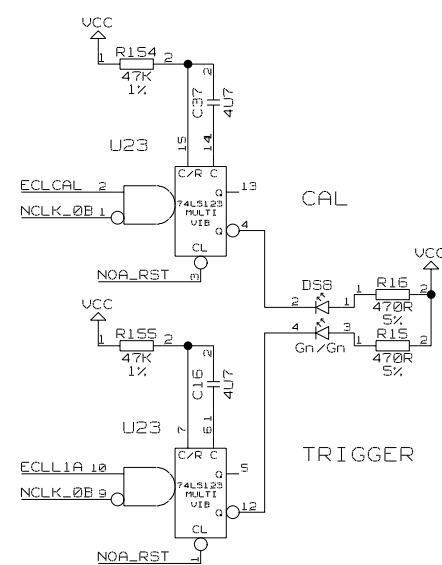 VCC
1 R154 2
47K
1%
2
C37
4U7
15
14
U23
C/R C
ECLCAL 2
NCLK_0B 1
74LS123
MULTI
VIB
Q 13
Q 4
CL
NOA_RST 3
CAL
VCC
DS8
2 1
1 R16 2
470R
5%
4 3
Gn/Gn
1 R15 2
470R
5%
VCC
1 R155 2
47K
1%
2
C16
4U7
7
6 1
U23
C/R C
TRIGGER
ECLL1A 10
NCLK_0B 9
74LS123
MULTI
VIB
Q 5
Q 12
CL
NOA_RST 1